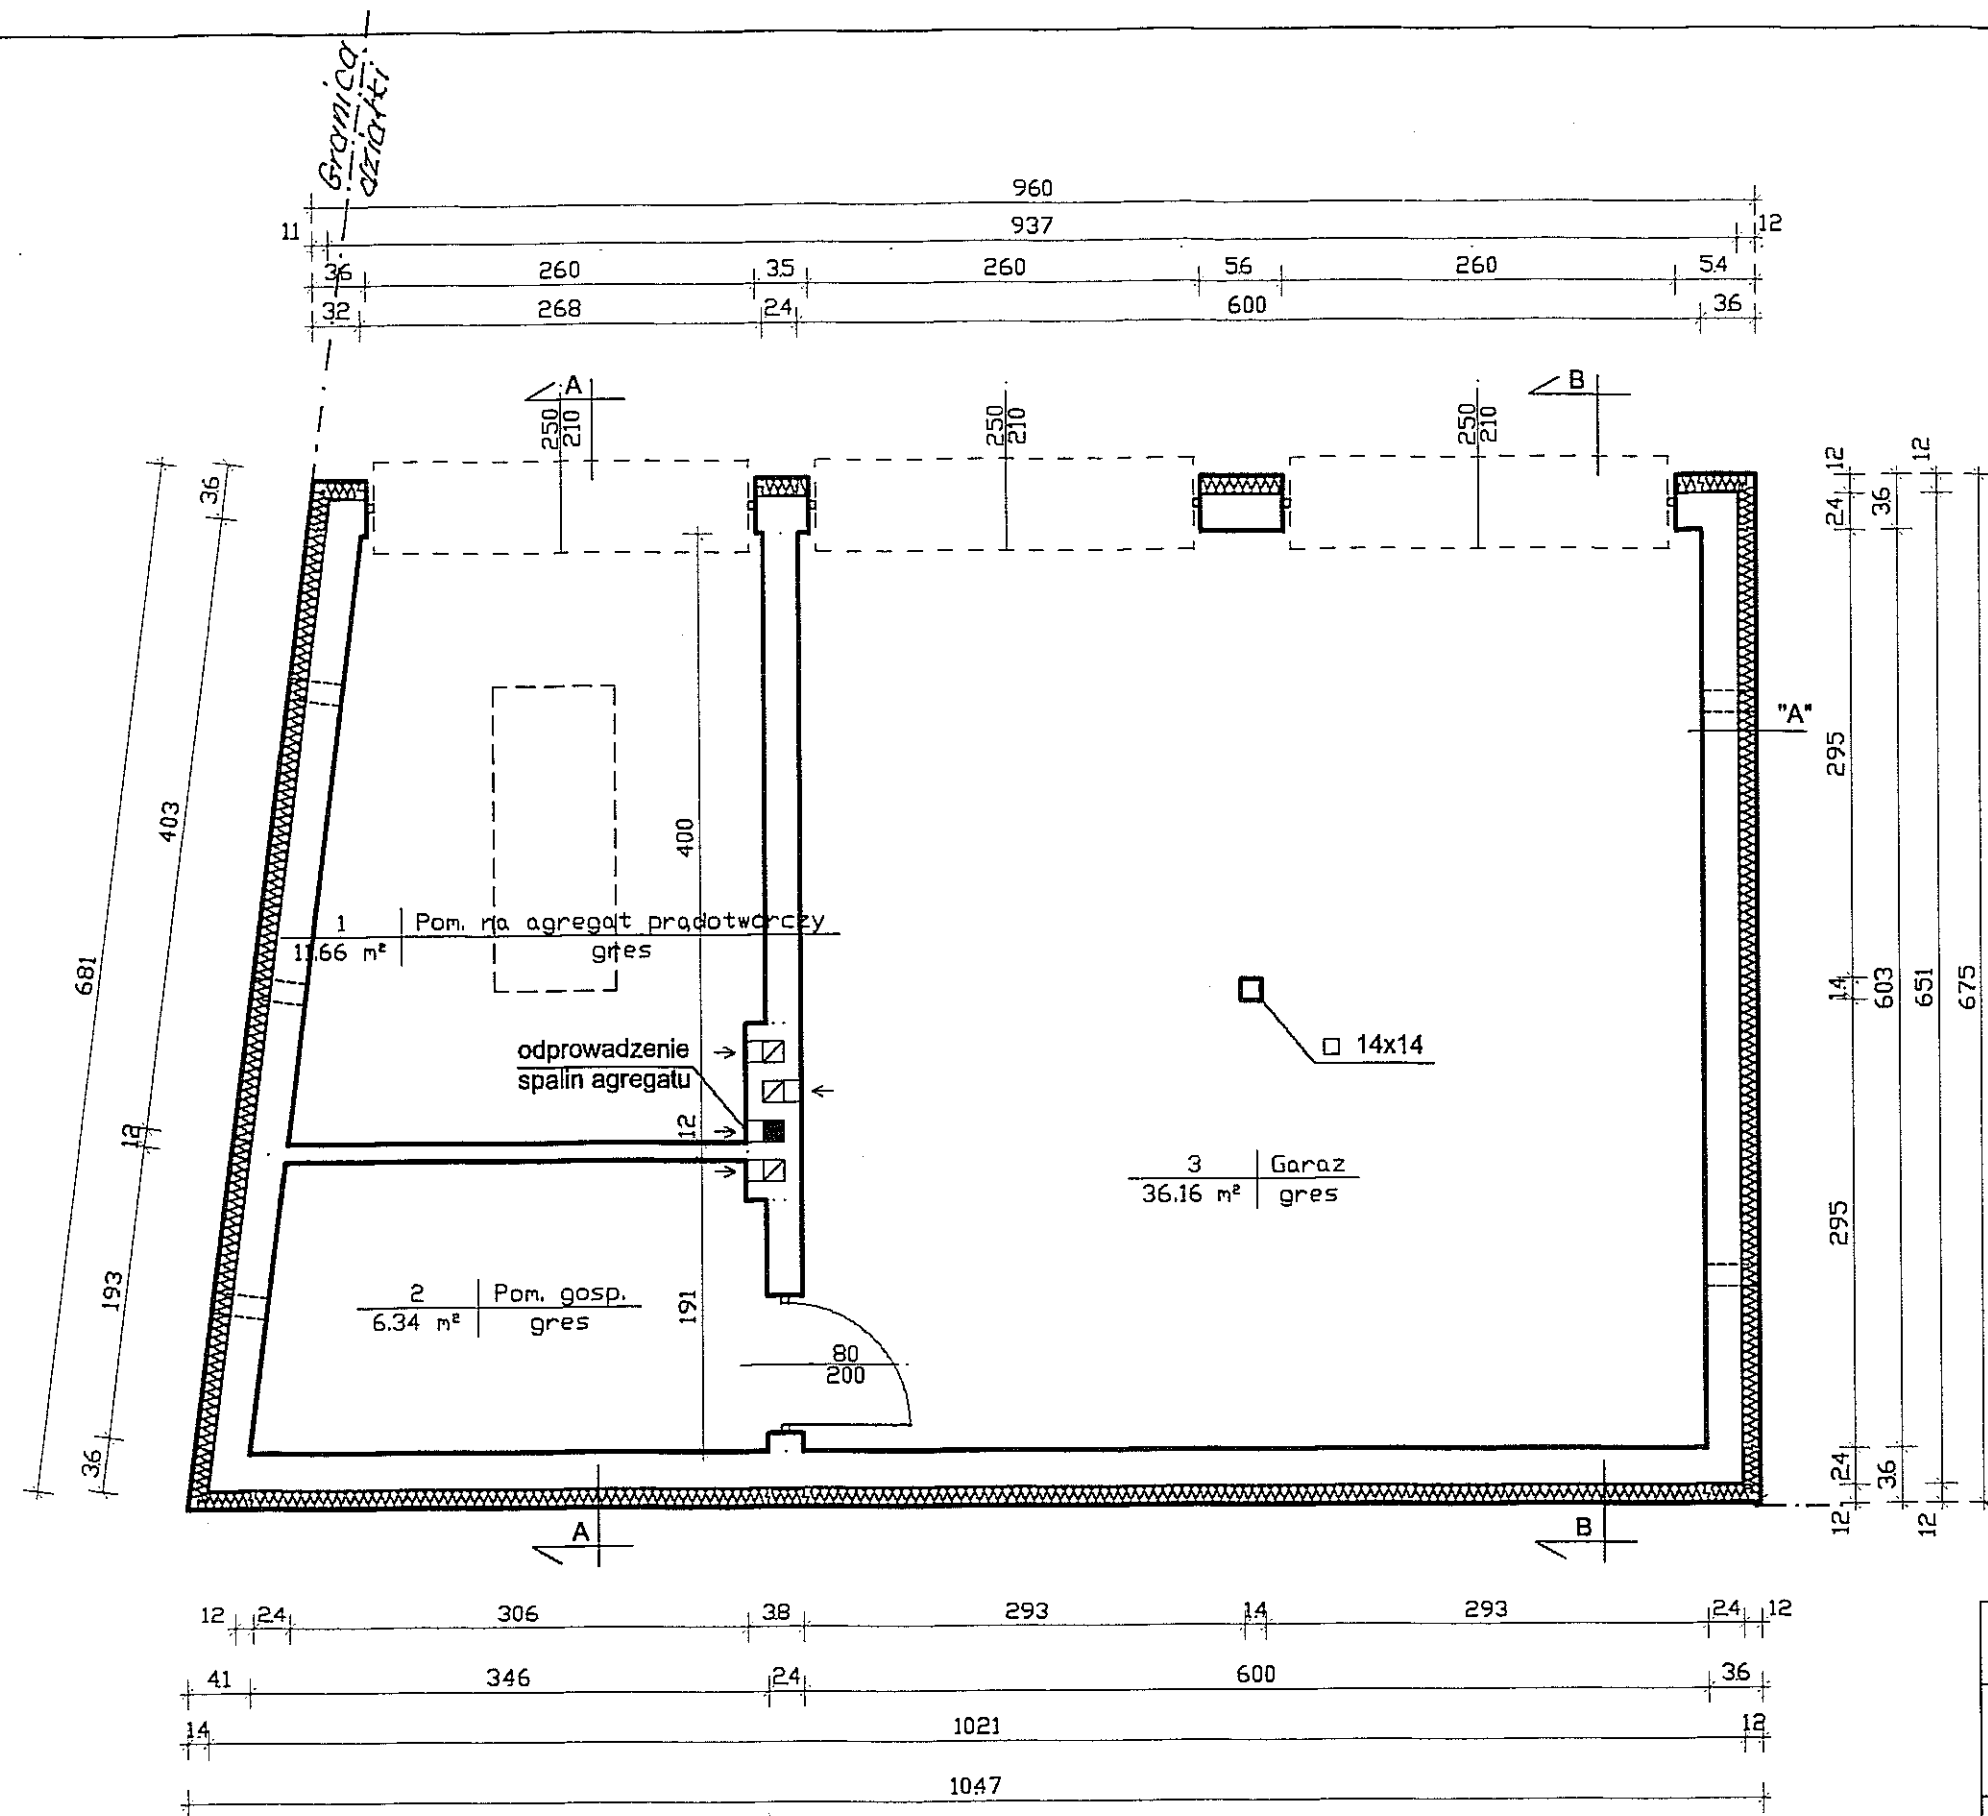 Granica
działki
960
11 937 12
36 260 35 260 56 260 54
32 268 24 600 36
A
B
250
210
250
210
250
210
36
403
681
12
193
36
12
24
295
14
295
24
12
36
603
36
12
651
12
675
"A"
400
12
191
1 Pom. na agregat prądotwórczy
11.66 m² gres
odprowadzenie
spalin agregatu
□ 14x14
3 Garaz
36.16 m² gres
2 Pom. gosp.
6.34 m² gres
80
200
A
B
12 24 306 38 293 14 293 24 12
41 346 24 600 36
14 1021 12
1047